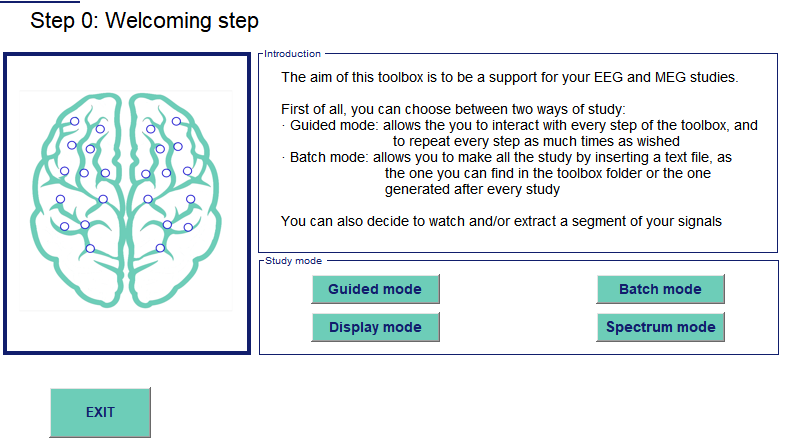 Step 0: Welcoming step
Introduction
The aim of this toolbox is to be a support for your EEG and MEG studies.
First of all, you can choose between two ways of study:
· Guided mode: allows the you to interact with every step of the toolbox, and
to repeat every step as much times as wished
· Batch mode: allows you to make all the study by inserting a text file, as
the one you can find in the toolbox folder or the one
generated after every study
You can also decide to watch and/or extract a segment of your signals
Study mode
Guided mode
Batch mode
Display mode
Spectrum mode
EXIT